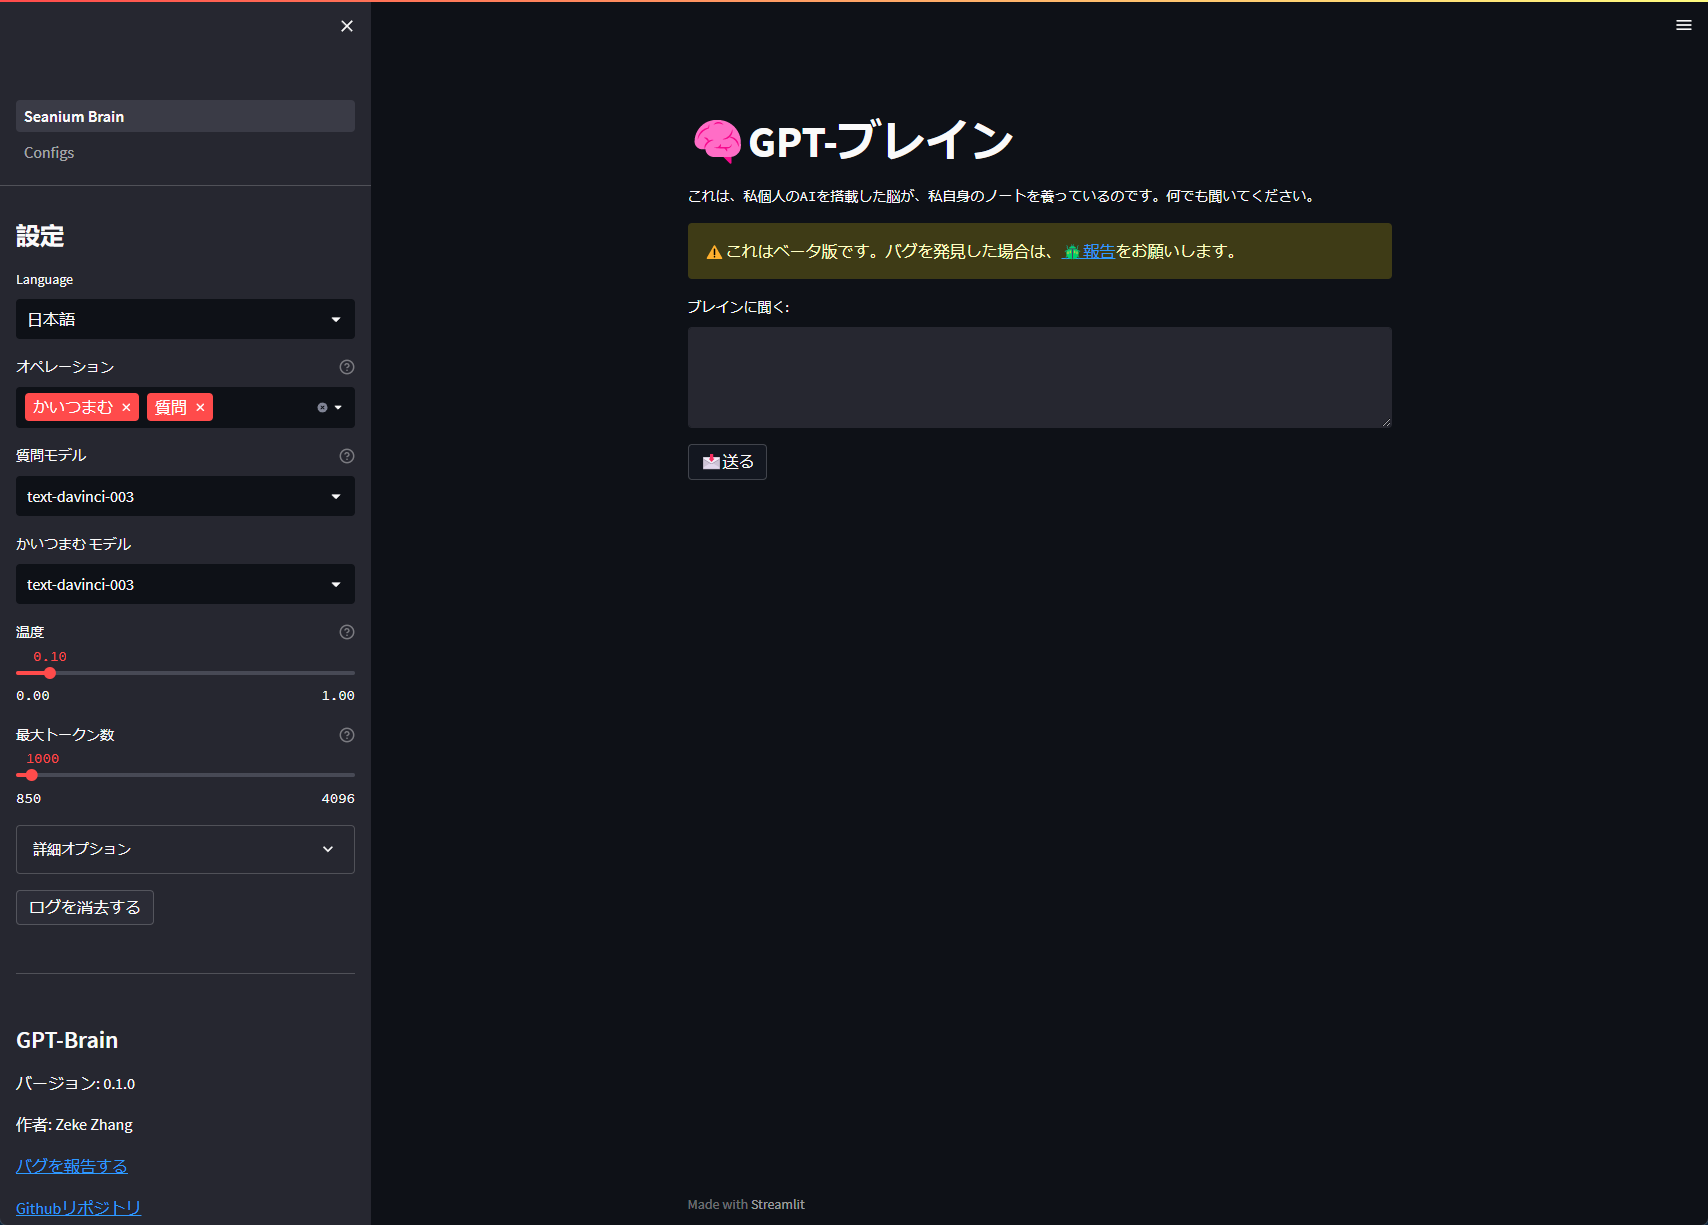 Seanium Brain
Configs
設定
Language
日本語
オペレーション
かいつまむ
質問
質問モデル
text-davinci-003
かいつまむ モデル
text-davinci-003
温度
0.10
0.00 1.00
最大トークン数
1000
850 4096
詳細オプション
ログを消去する
GPT-Brain
バージョン: 0.1.0
作者: Zeke Zhang
バグを報告する
Githubリポジトリ
GPT-ブレイン
これは、私個人のAIを搭載した脳が、私自身のノートを養っているのです。何でも聞いてください。
これはベータ版です。バグを発見した場合は、報告をお願いします。
ブレインに聞く:
送る
Made with Streamlit